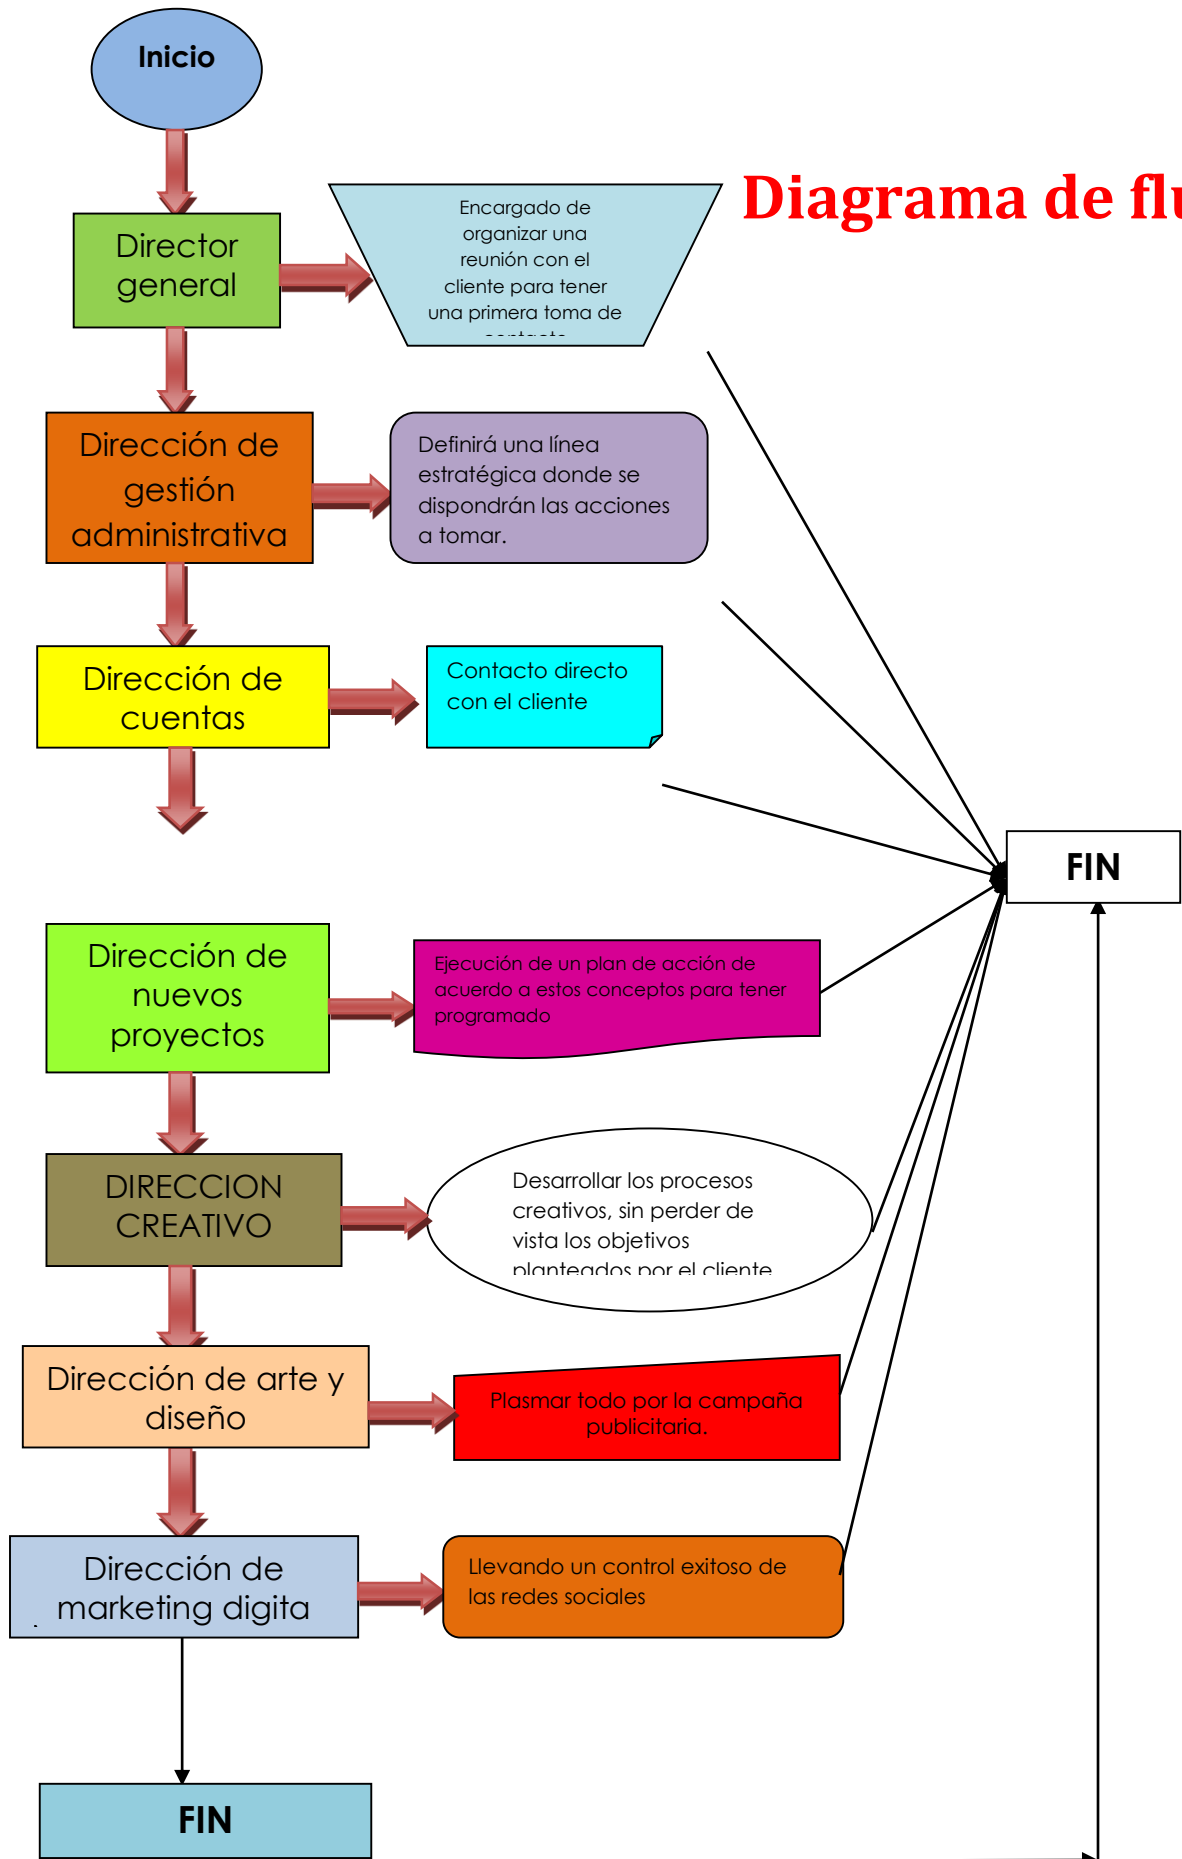 Inicio
Diagrama de flu
Director
general
Encargado de
organizar una
reunión con el
cliente para tener
una primera toma de
Dirección de
gestión
administrativa
Definirá una línea
estratégica donde se
dispondrán las acciones
a tomar.
Dirección de
cuentas
Contacto directo
con el cliente
FIN
Dirección de
nuevos
proyectos
Ejecución de un plan de acción de
acuerdo a estos conceptos para tener
programado
DIRECCION
CREATIVO
Desarrollar los procesos
creativos, sin perder de
vista los objetivos
planteados por el cliente
Dirección de arte y
diseño
Plasmar todo por la campaña
publicitaria.
Dirección de
marketing digita
Llevando un control exitoso de
las redes sociales
FIN